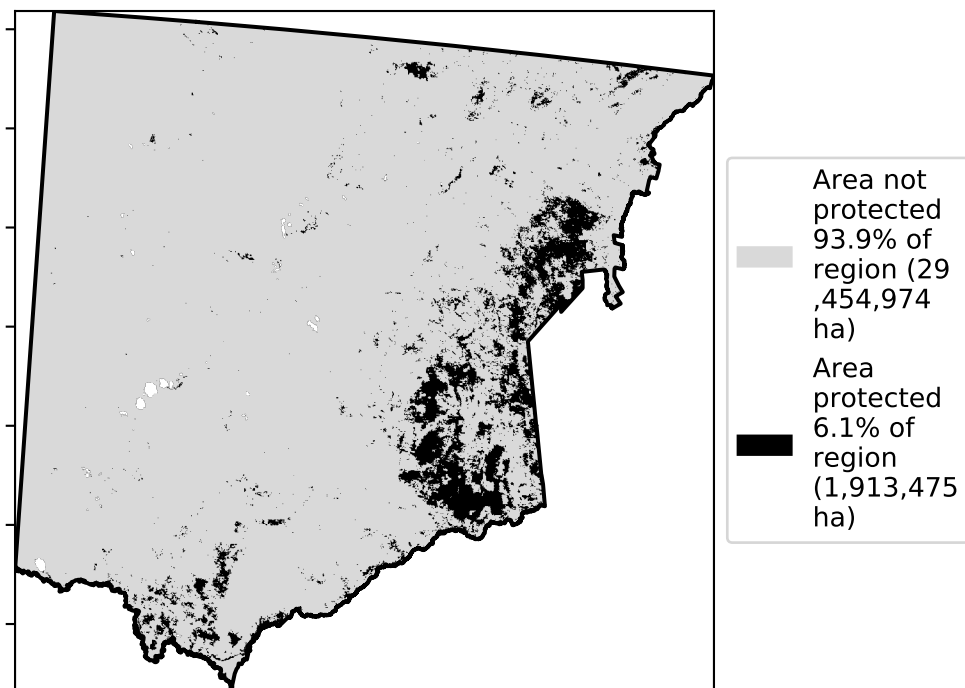 Area not
protected
93.9% of
region (29
,454,974
ha)
Area
protected
6.1% of
region
(1,913,475
ha)